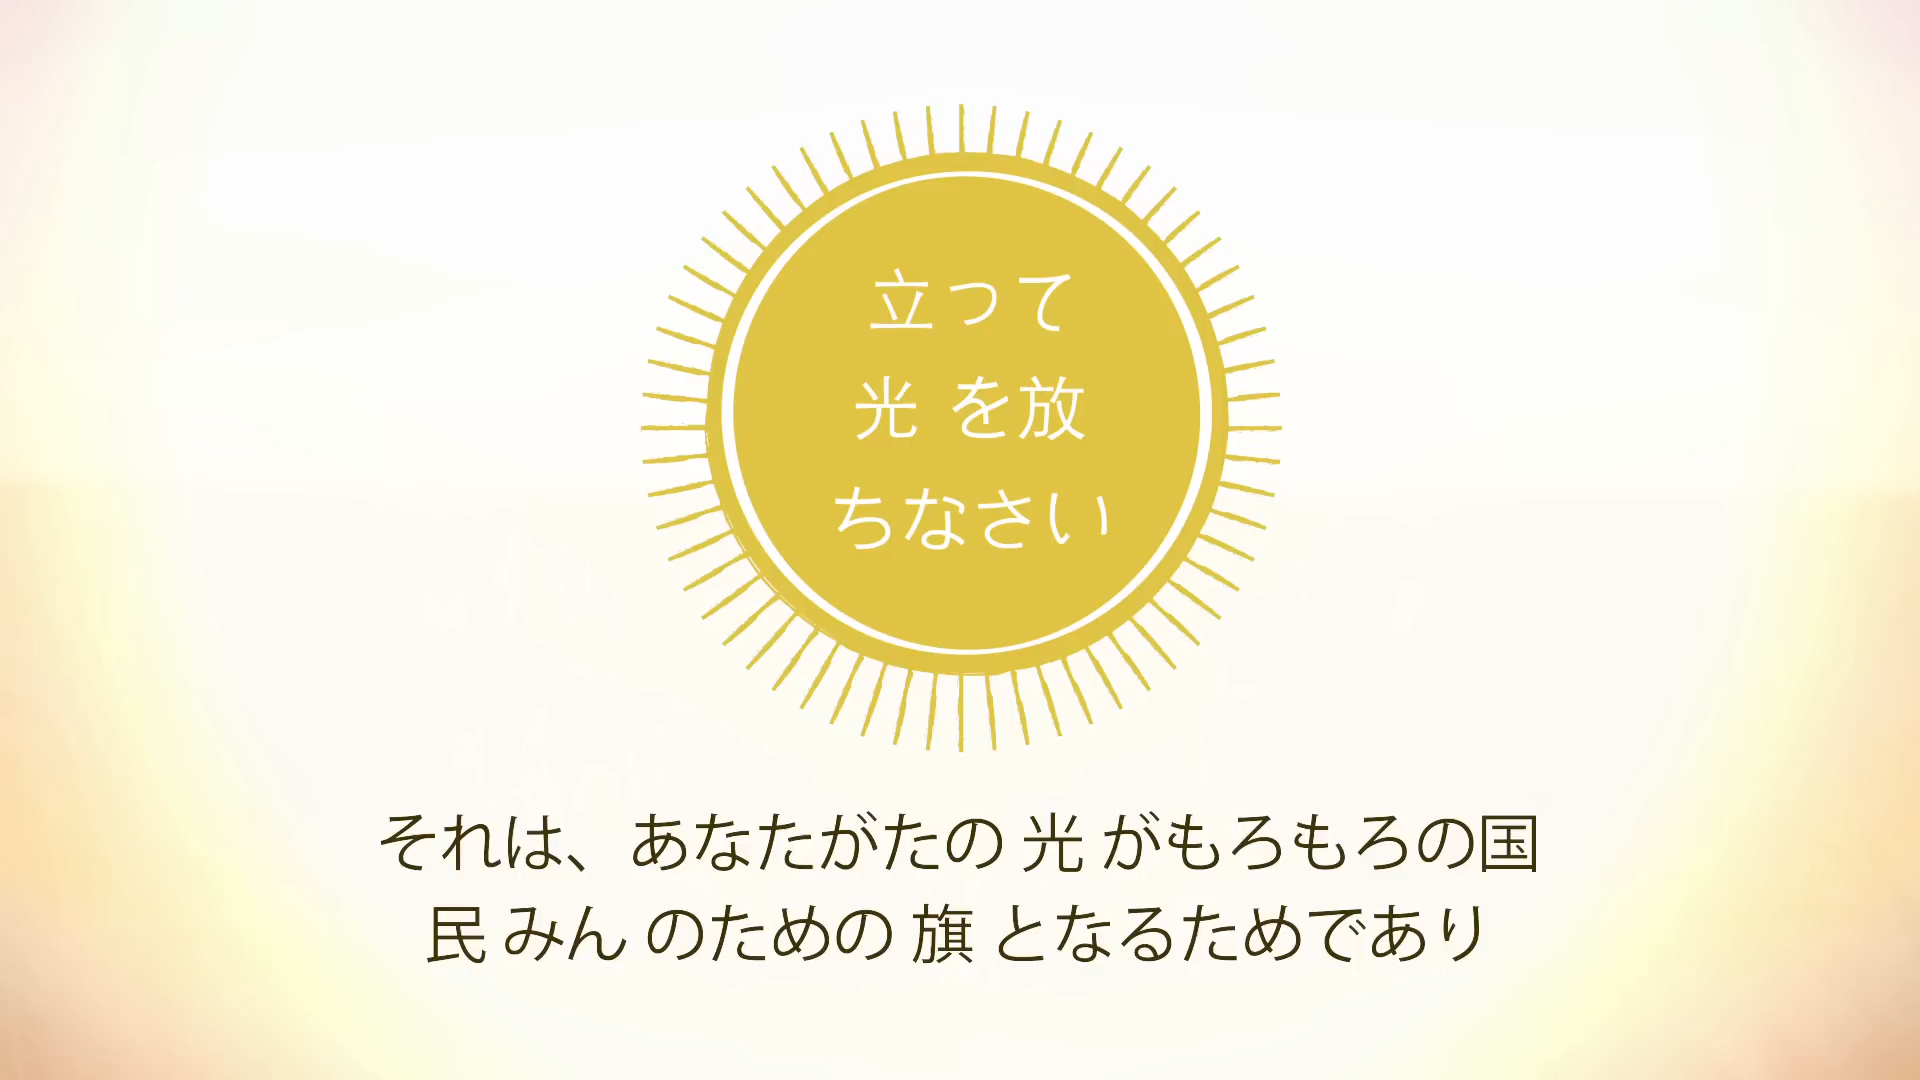 立つて
光 を放
ちなさい
それは、あなたがたの 光 がもろもろの国
民 みん のための 旗 となるためであり